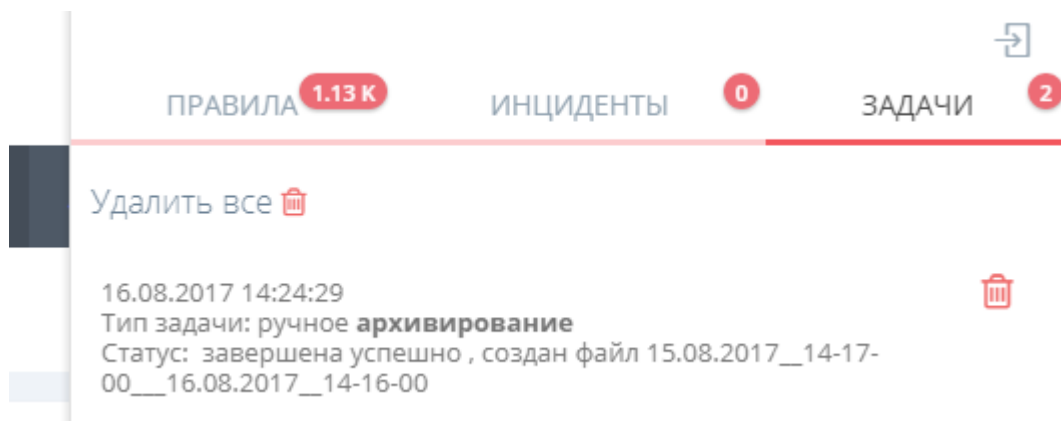 ПРАВИЛА 1.13 K ИНЦИДЕНТЫ 0 ЗАДАЧИ 2
Удалить все
16.08.2017 14:24:29
Тип задачи: ручное архивирование
Статус: завершена успешно , создан файл 15.08.2017__14-17-
00___16.08.2017__14-16-00